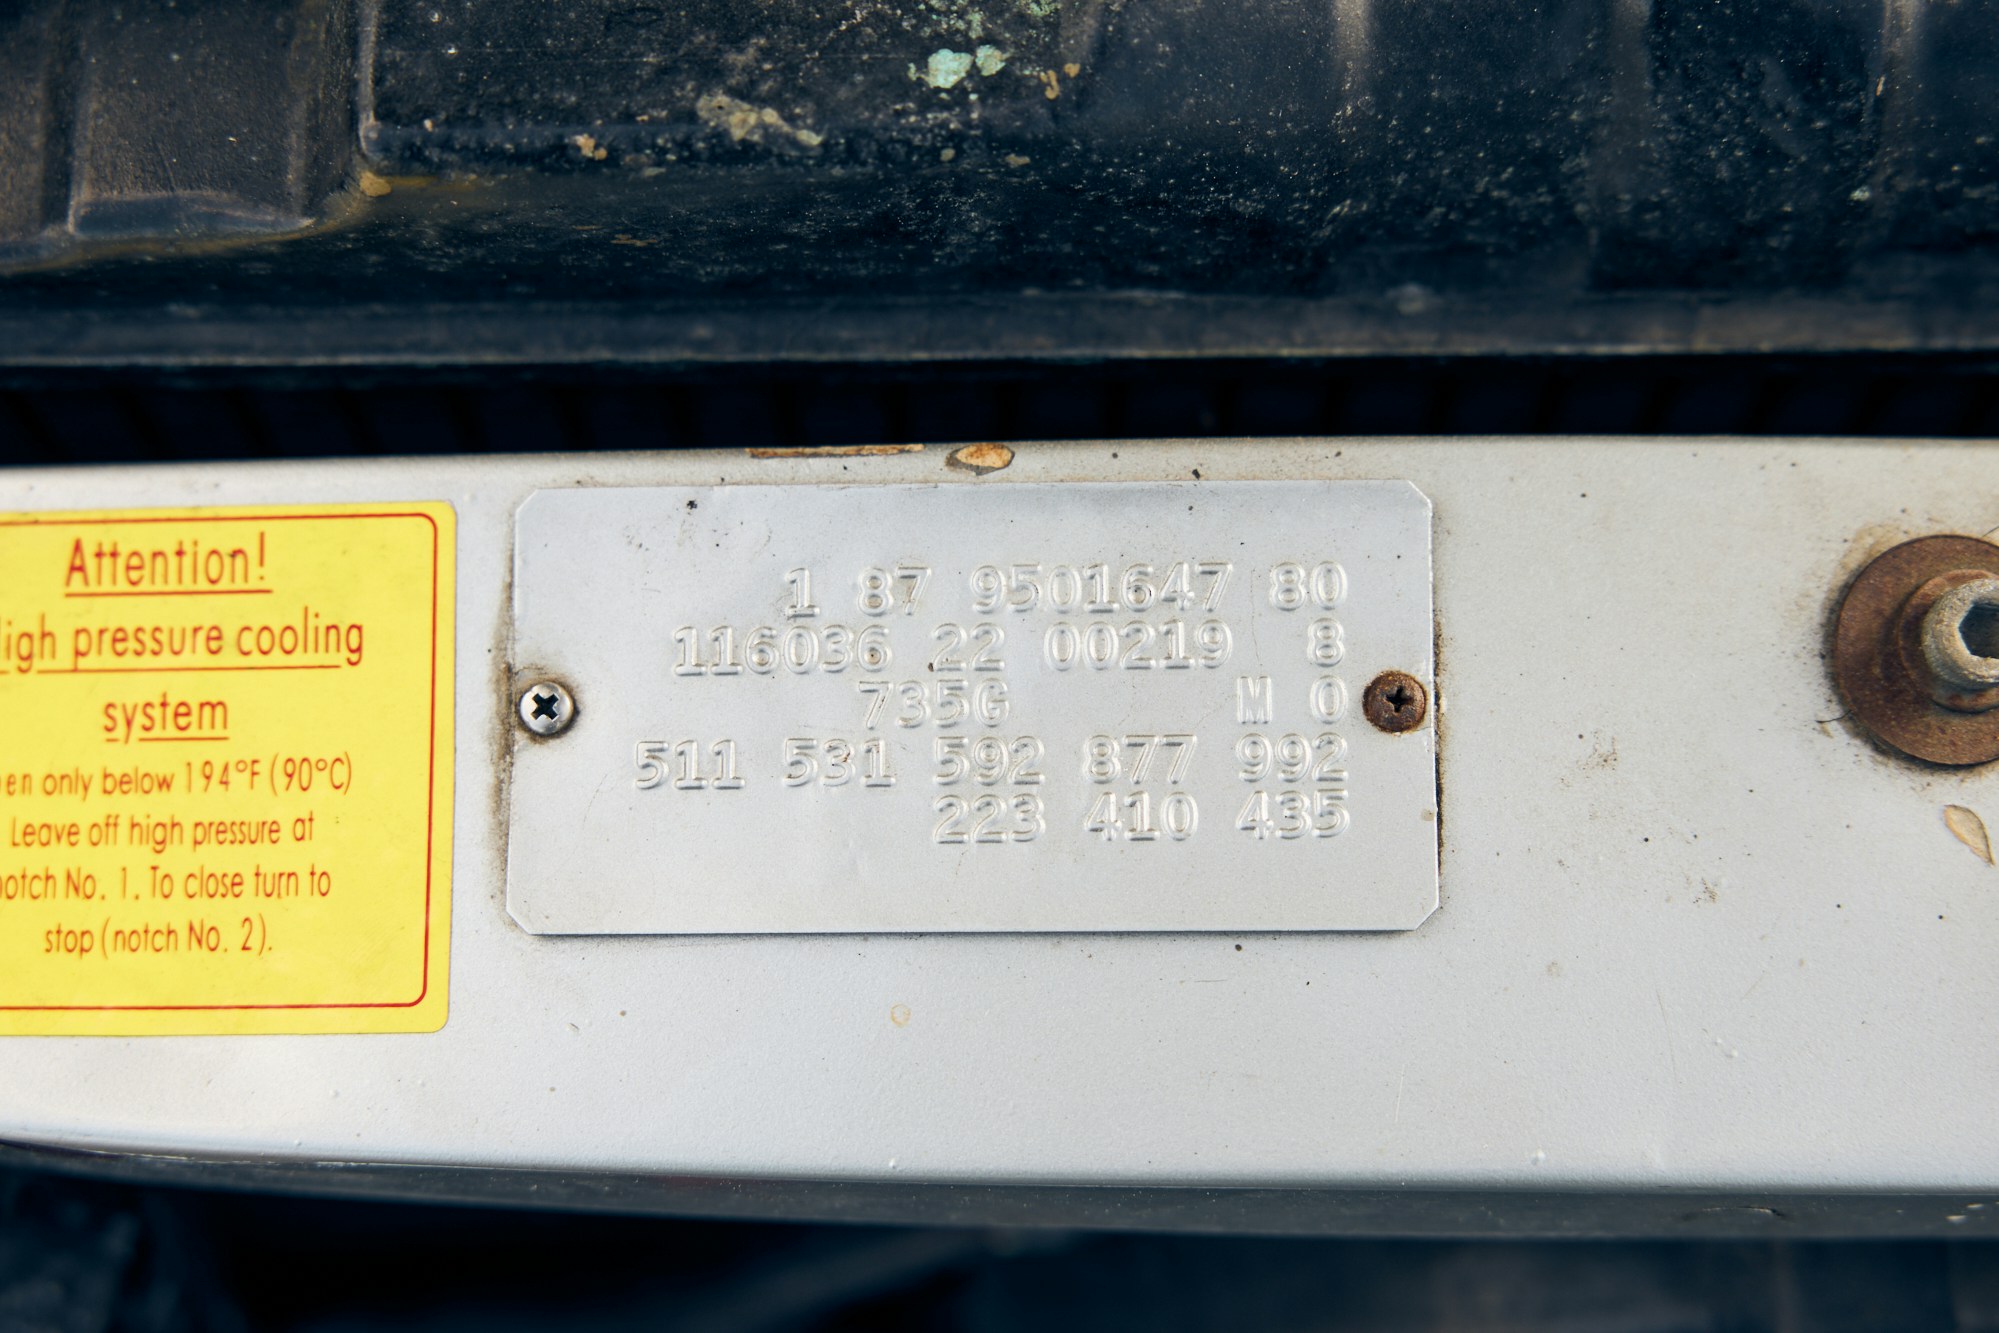 Attention!
igh pressure cooling
system
en only below 194°F (90°C)
Leave off high pressure at
otch No. 1. To close turn to
stop (notch No. 2).
1 87 9501647 80
116036 22 00219 8
735G M 0
511 531 592 877 992
223 410 435